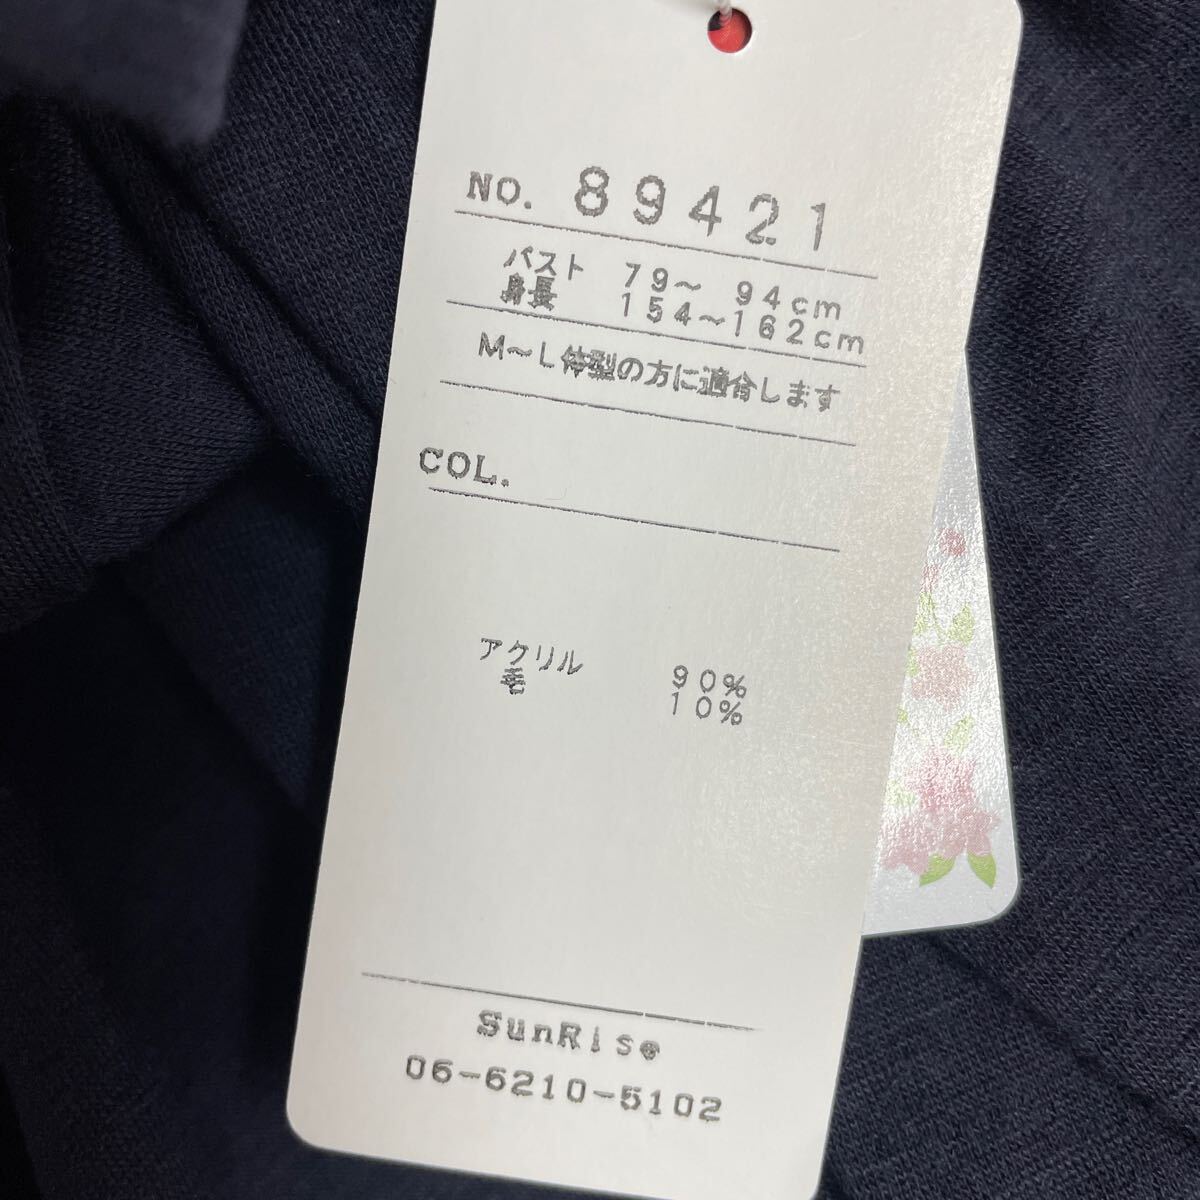 NO. 89421
バスト 79～ 94cm
身長 154～162cm
M～L体型の方に適合します
COL.
アクリル 90%
毛 10%
SunRise
06-6210-5102